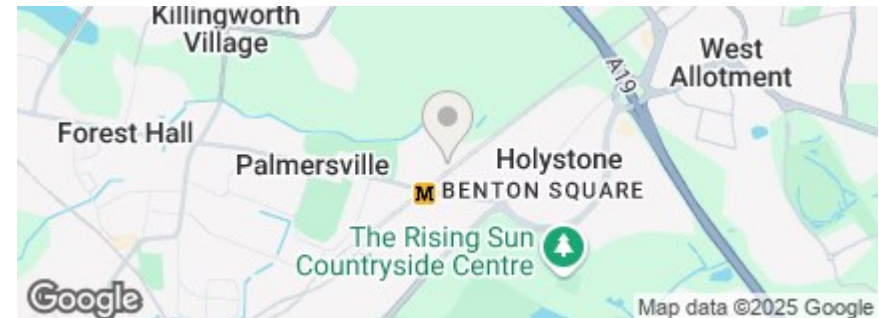 Killingworth
Village
A19
West
Allotment
Forest Hall
Palmersville
Holystone
M BENTON SQUARE
The Rising Sun
Countryside Centre
Google
Map data ©2025 Google